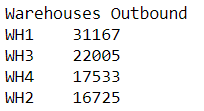 Warehouses Outbound
WH1 31167
WH3 22005
WH4 17533
WH2 16725